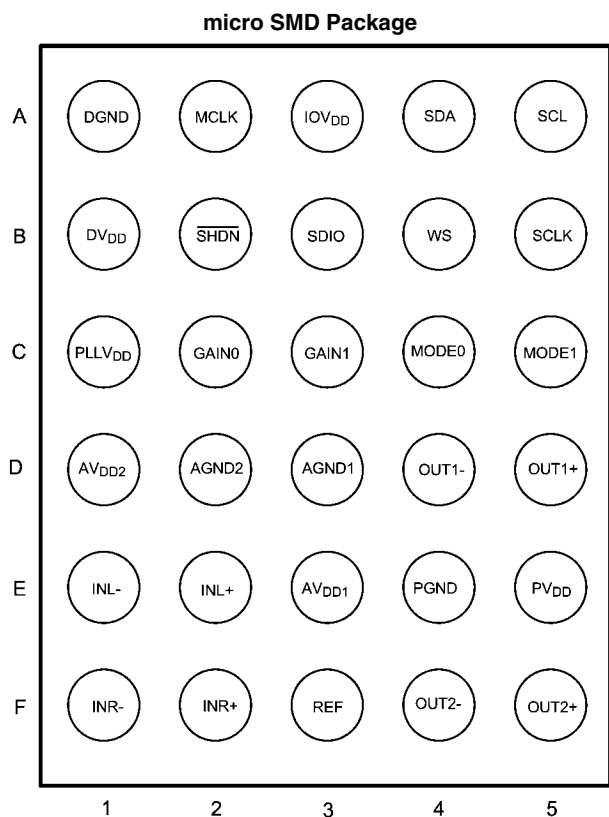 micro SMD Package
A DGND MCLK IOVDD SDA SCL
B DVDD SHDN SDIO WS SCLK
C PLLVDD GAIN0 GAIN1 MODE0 MODE1
D AVDD2 AGND2 AGND1 OUT1- OUT1+
E INL- INL+ AVDD1 PGND PVDD
F INR- INR+ REF OUT2- OUT2+
1 2 3 4 5